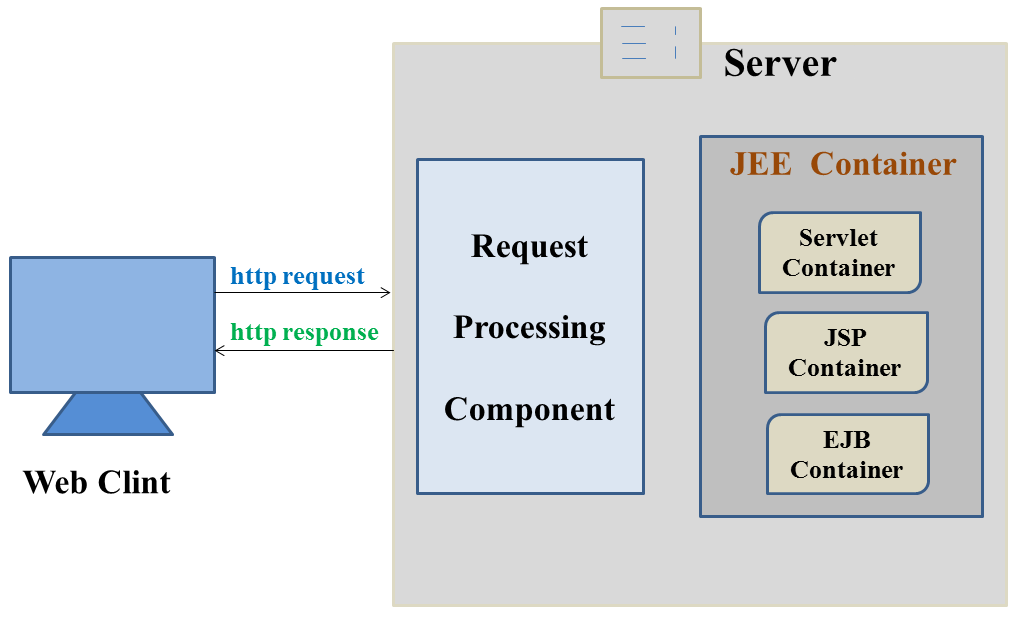 Server
JEE Container
Request
Processing
Component
Servlet
Container
JSP
Container
EJB
Container
http request
http response
Web Clint